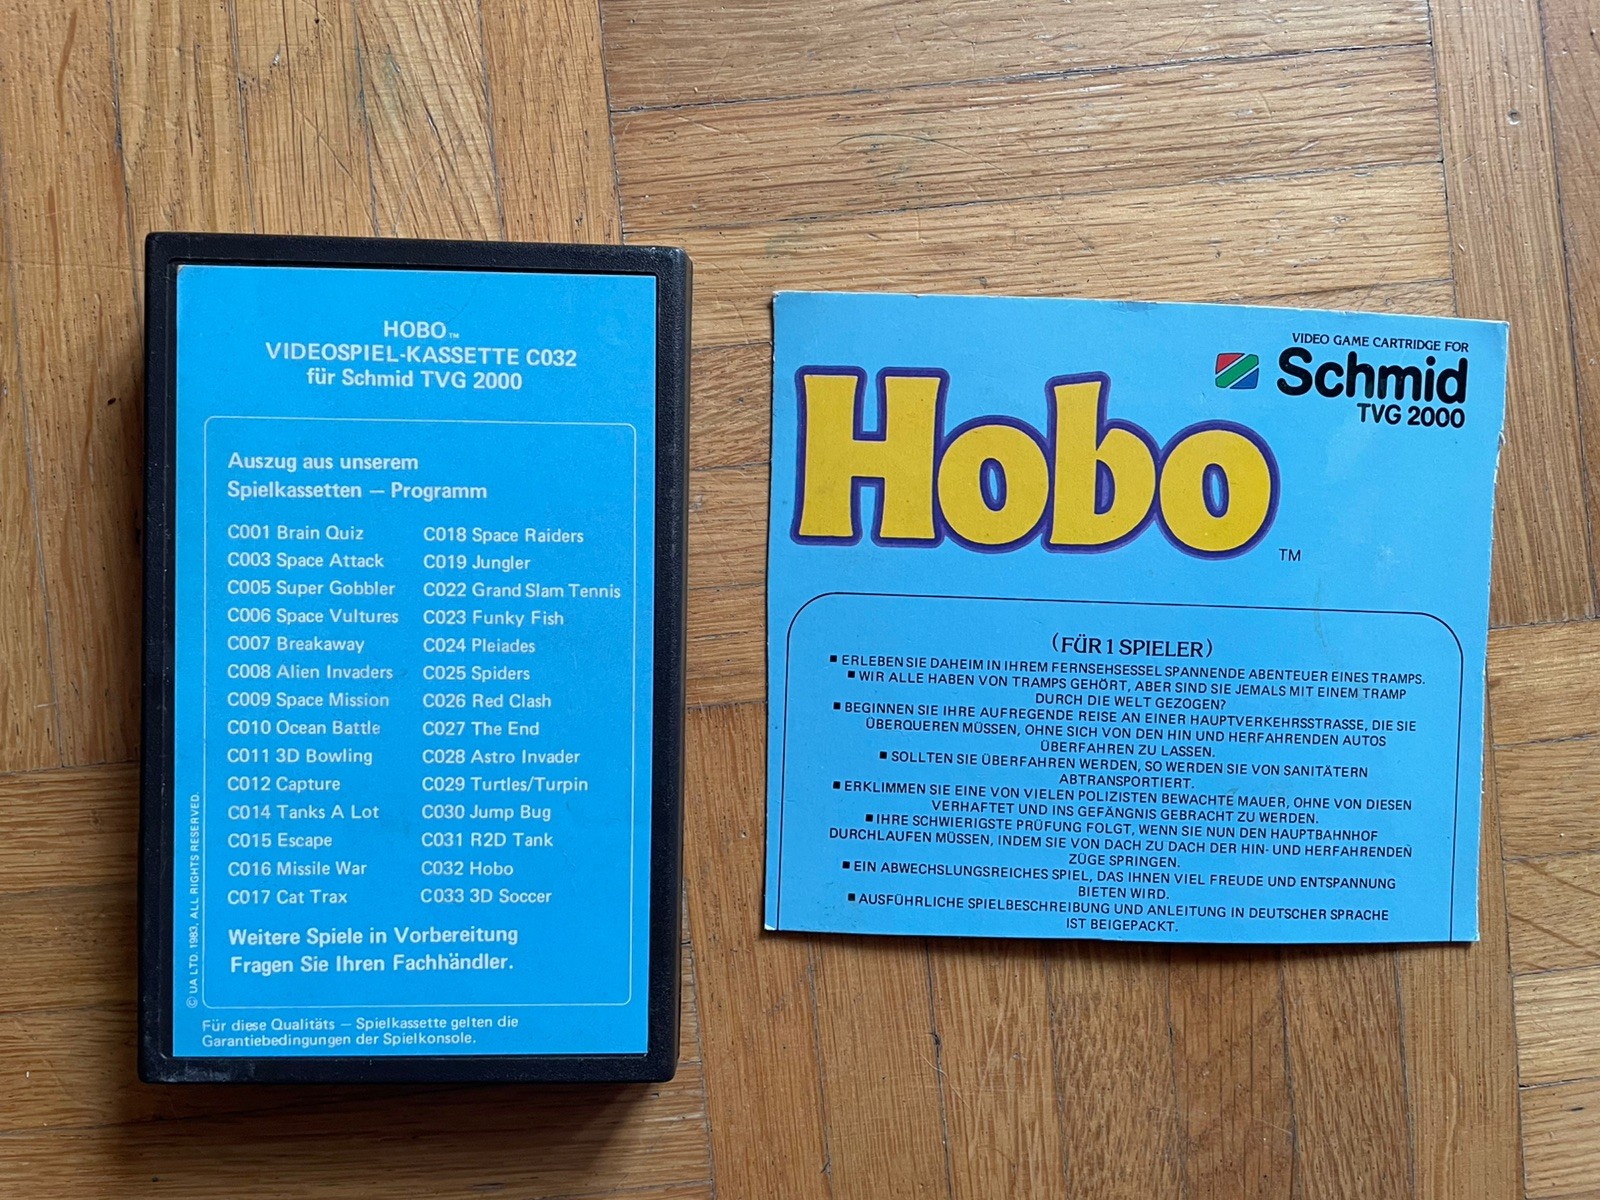 HOBO™
VIDEOSPIEL-KASSETTE C032
für Schmid TVG 2000
Auszug aus unserem
Spielkassetten — Programm
C001 Brain Quiz
C003 Space Attack
C005 Super Gobbler
C006 Space Vultures
C007 Breakaway
C008 Alien Invaders
C009 Space Mission
C010 Ocean Battle
C011 3D Bowling
C012 Capture
C014 Tanks A Lot
C015 Escape
C016 Missile War
C017 Cat Trax
C018 Space Raiders
C019 Jungler
C022 Grand Slam Tennis
C023 Funky Fish
C024 Pleiades
C025 Spiders
C026 Red Clash
C027 The End
C028 Astro Invader
C029 Turtles/Turpin
C030 Jump Bug
C031 R2D Tank
C032 Hobo
C033 3D Soccer
Weitere Spiele in Vorbereitung
Fragen Sie Ihren Fachhändler.
© UA LTD. 1983, ALL RIGHTS RESERVED.
Für diese Qualitäts — Spielkassette gelten die
Garantiebedingungen der Spielkonsole.
VIDEO GAME CARTRIDGE FOR
Schmid
TVG 2000
Hobo
TM
(FÜR 1 SPIELER)
■ ERLEBEN SIE DAHEIM IN IHREM FERNSEHSESSEL SPANNENDE ABENTEUER EINES TRAMPS.
■ WIR ALLE HABEN VON TRAMPS GEHÖRT, ABER SIND SIE JEMALS MIT EINEM TRAMP
DURCH DIE WELT GEZOGEN?
■ BEGINNEN SIE IHRE AUFREGENDE REISE AN EINER HAUPTVERKEHRSSTRASSE, DIE SIE
ÜBERQUEREN MÜSSEN, OHNE SICH VON DEN HIN UND HERFAHRENDEN AUTOS
ÜBERFAHREN ZU LASSEN.
■ SOLLTEN SIE ÜBERFAHREN WERDEN, SO WERDEN SIE VON SANITÄTERN
ABTRANSPORTIERT.
■ ERKLIMMEN SIE EINE VON VIELEN POLIZISTEN BEWACHTE MAUER, OHNE VON DIESEN
VERHAFTET UND INS GEFÄNGNIS GEBRACHT ZU WERDEN.
■ IHRE SCHWIERIGSTE PRÜFUNG FOLGT, WENN SIE NUN DEN HAUPTBAHNHOF
DURCHLAUFEN MÜSSEN, INDEM SIE VON DACH ZU DACH DER HIN- UND HERFAHRENDEN
ZÜGE SPRINGEN.
■ EIN ABWECHSLUNGSREICHES SPIEL, DAS IHNEN VIEL FREUDE UND ENTSPANNUNG
BIETEN WIRD.
■ AUSFÜHRLICHE SPIELBESCHREIBUNG UND ANLEITUNG IN DEUTSCHER SPRACHE
IST BEIGEPACKT.